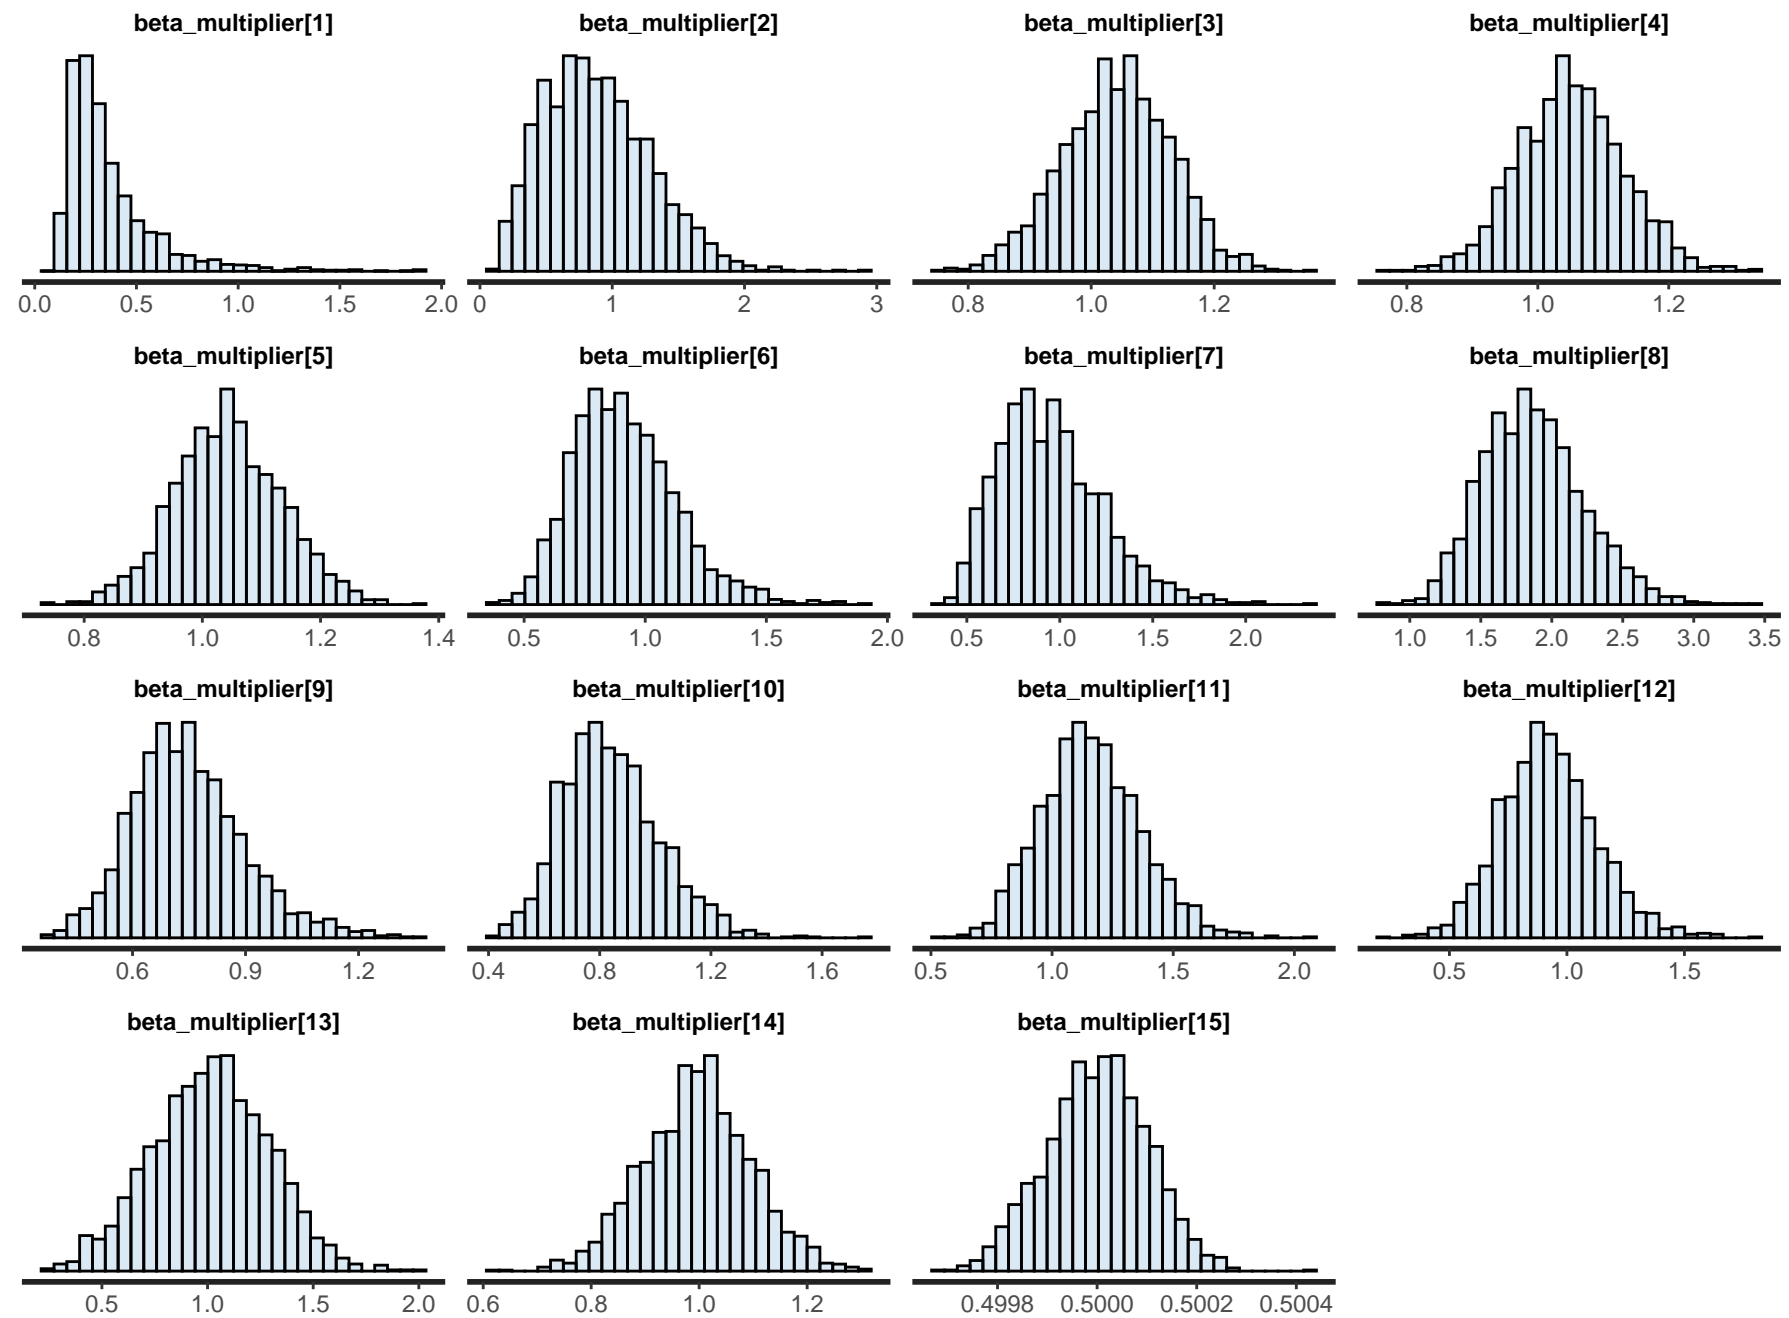 beta_multiplier[1] beta_multiplier[2] beta_multiplier[3] beta_multiplier[4]
0.0 0.5 1.0 1.5 2.0 0 1 2 3 0.8 1.0 1.2 0.8 1.0 1.2
beta_multiplier[5] beta_multiplier[6] beta_multiplier[7] beta_multiplier[8]
0.8 1.0 1.2 1.4 0.5 1.0 1.5 2.0 0.5 1.0 1.5 2.0 1.0 1.5 2.0 2.5 3.0 3.5
beta_multiplier[9] beta_multiplier[10] beta_multiplier[11] beta_multiplier[12]
0.6 0.9 1.2 0.4 0.8 1.2 1.6 0.5 1.0 1.5 2.0 0.5 1.0 1.5
beta_multiplier[13] beta_multiplier[14] beta_multiplier[15]
0.5 1.0 1.5 2.0 0.6 0.8 1.0 1.2 0.4998 0.5000 0.5002 0.5004